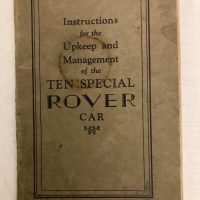 Instructions
for the
Upkeep and
Management
of the
TEN SPECIAL
ROVER
CAR